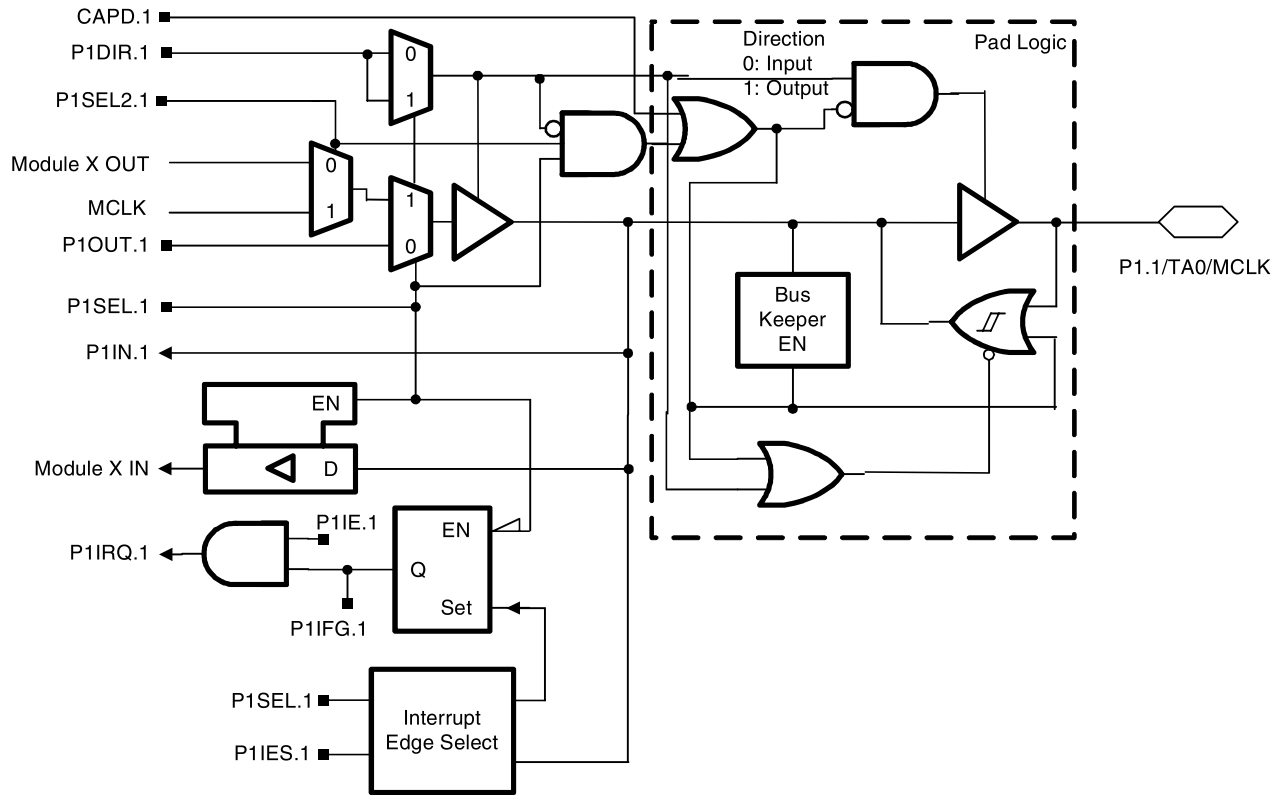 CAPD.1
P1DIR.1
0
Direction
0: Input
1: Output
Pad Logic
P1SEL2.1
1
Module X OUT
0
MCLK
1
1
P1OUT.1
0
P1.1/TA0/MCLK
P1SEL.1
Bus
Keeper
EN
P1IN.1
EN
Module X IN
D
P1IE.1
EN
P1IRQ.1
Q
Set
P1IFG.1
P1SEL.1
Interrupt
Edge Select
P1IES.1